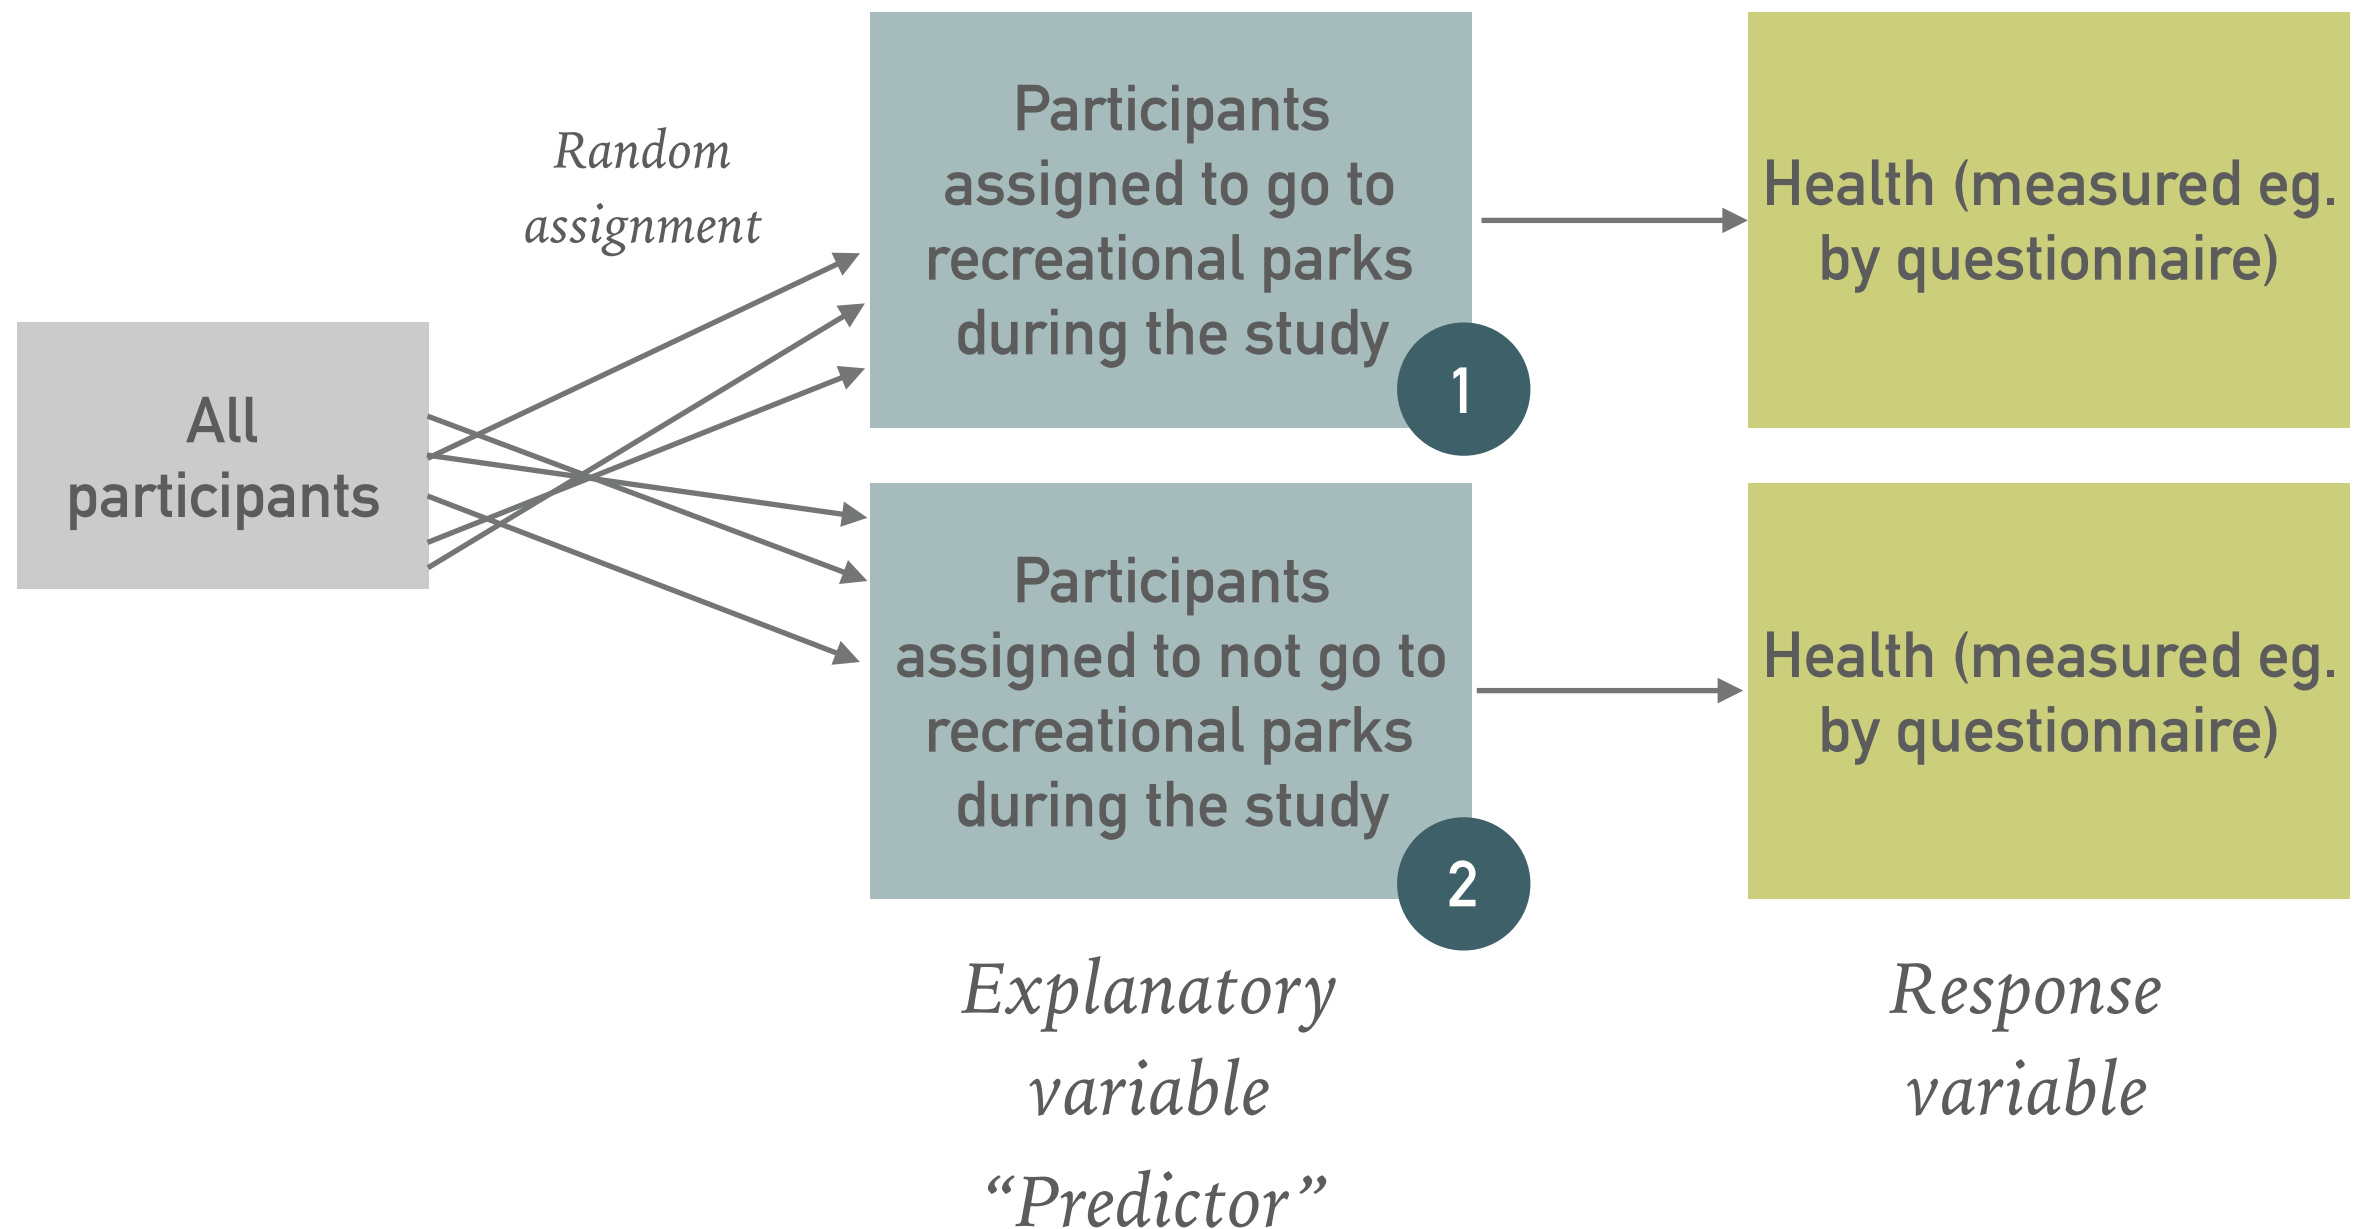 Random
assignment
All
participants
Participants
assigned to go to
recreational parks
during the study
1
Health (measured eg.
by questionnaire)
Participants
assigned to not go to
recreational parks
during the study
2
Health (measured eg.
by questionnaire)
Explanatory
variable
“Predictor”
Response
variable